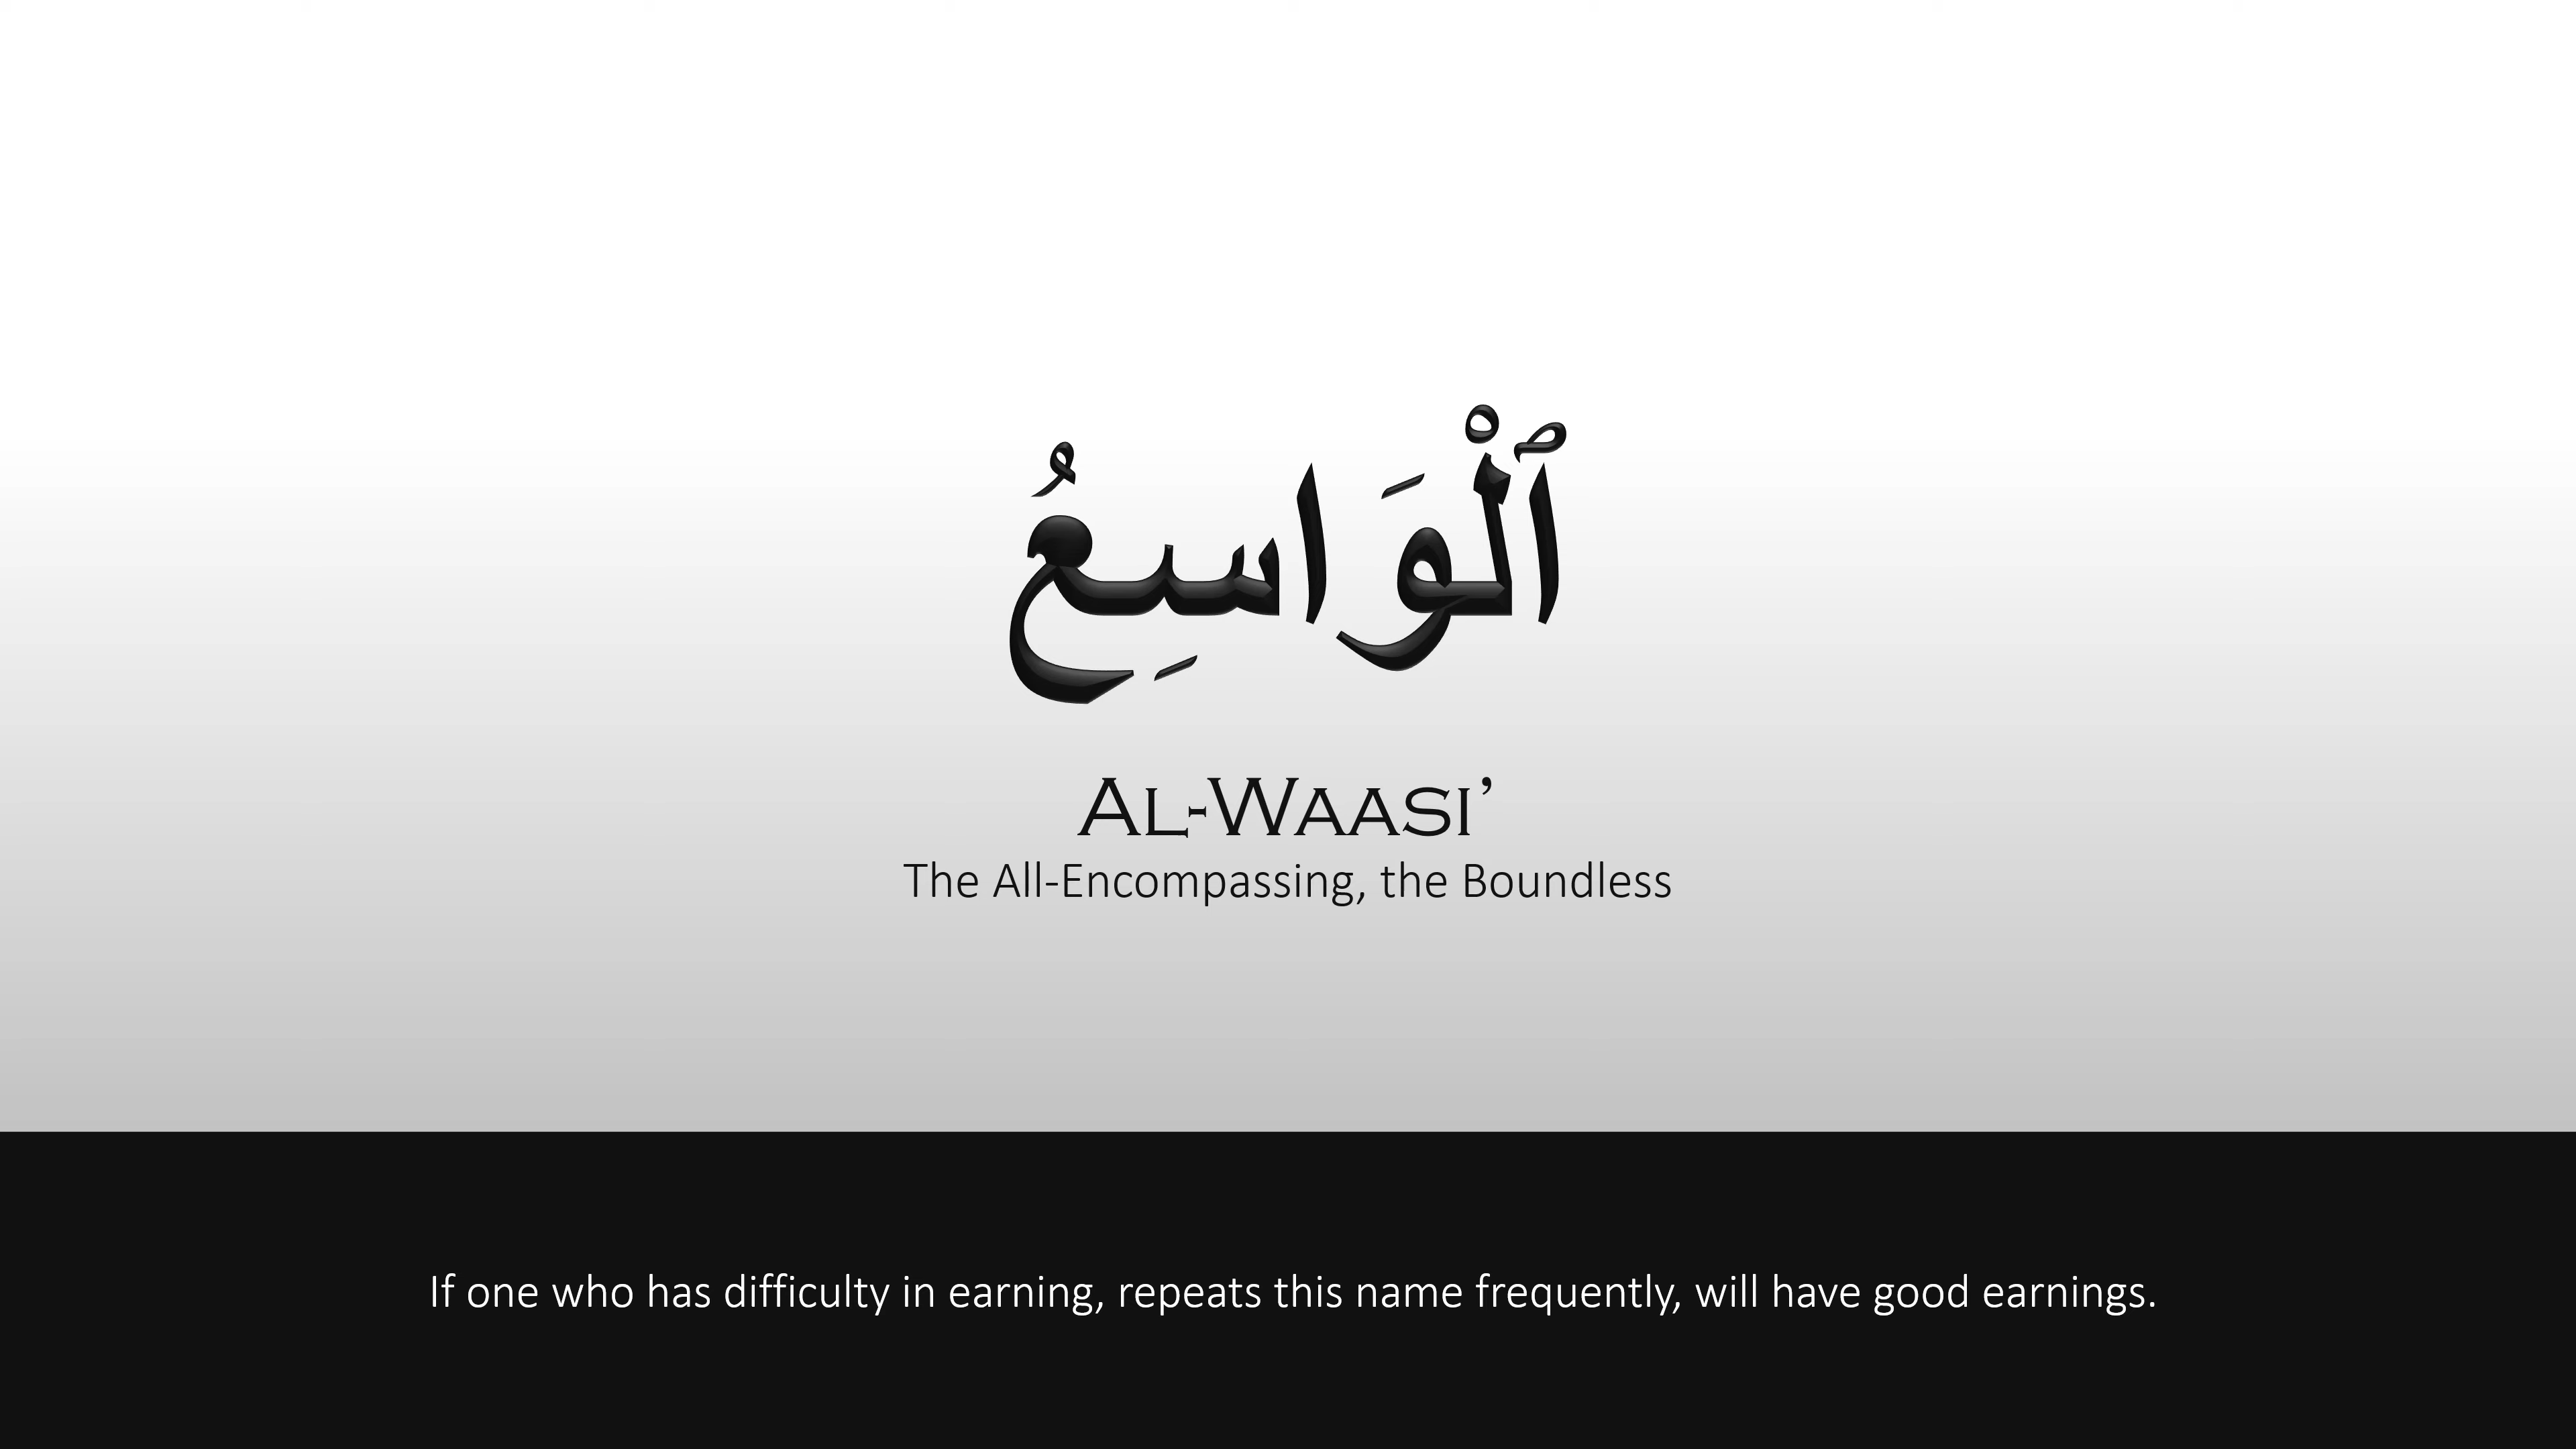 ٱلْوَاسِعُ
Al-Waasi’
The All-Encompassing, the Boundless
If one who has difficulty in earning, repeats this name frequently, will have good earnings.